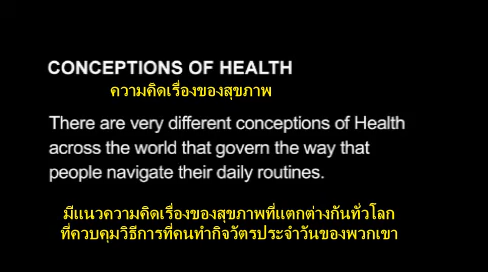 CONCEPTIONS OF HEALTH
ความคิดเรื่องของสุขภาพ
There are very different conceptions of Health
across the world that govern the way that
people navigate their daily routines.
มีแนวความคิดเรื่องของสุขภาพที่แตกต่างกันทั่วโลก
ที่ควบคุมวิธีการที่คนทำกิจวัตรประจำวันของพวกเขา